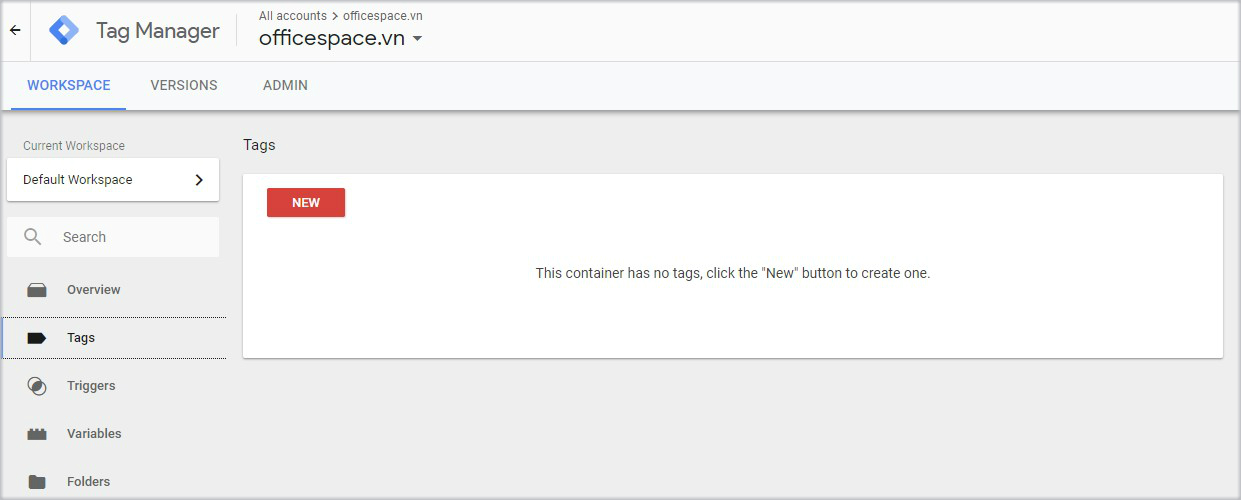 Tag Manager
All accounts > officespace.vn
officespace.vn
WORKSPACE VERSIONS ADMIN
Current Workspace
Default Workspace
Search
Overview
Tags
Triggers
Variables
Folders
Tags
NEW
This container has no tags, click the "New" button to create one.